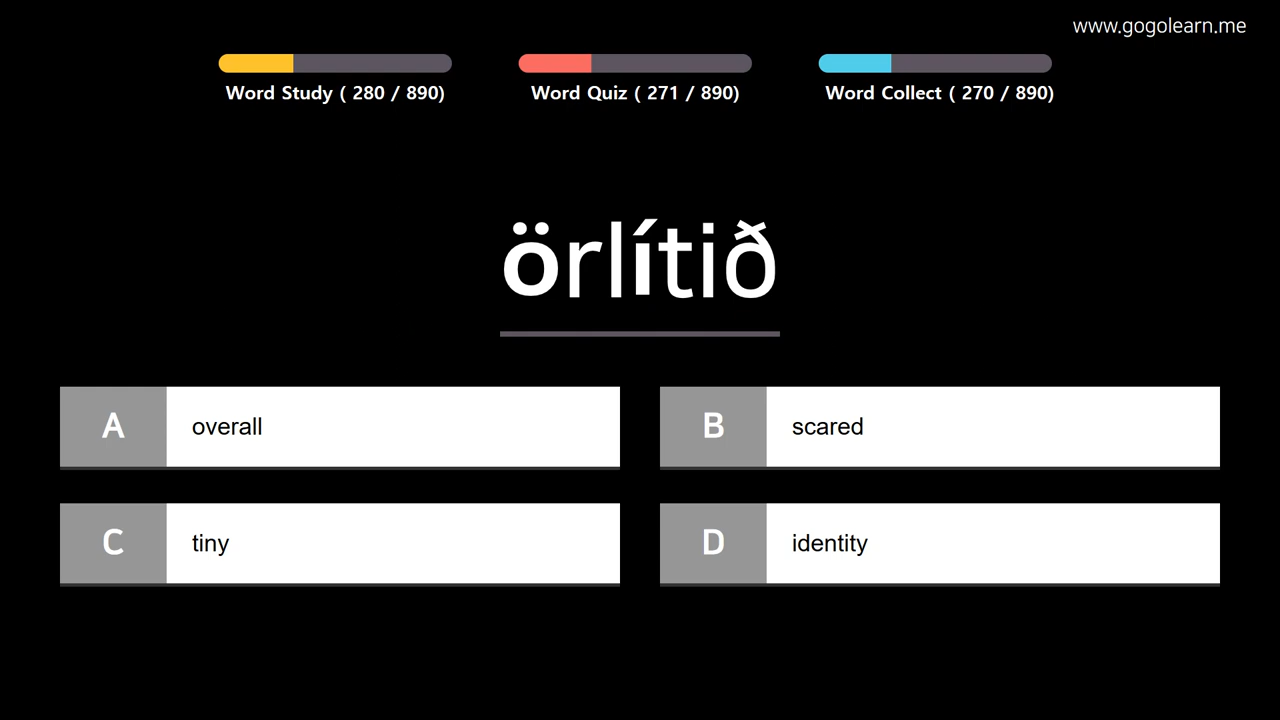 www.gogolearn.me
Word Study ( 280 / 890)
Word Quiz ( 271 / 890)
Word Collect ( 270 / 890)
örlítið
A overall
B scared
C tiny
D identity